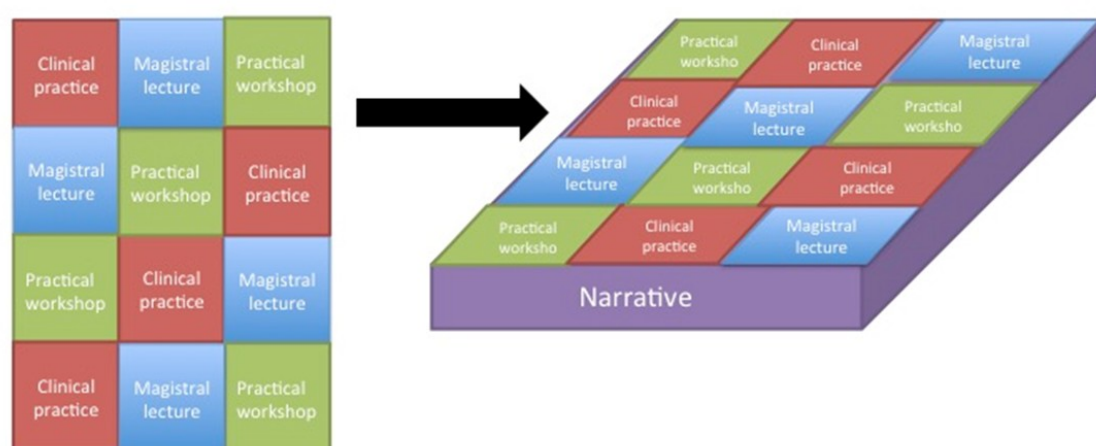 Clinical
practice
Magistral
lecture
Practical
workshop
Magistral
lecture
Practical
workshop
Clinical
practice
Practical
workshop
Clinical
practice
Magistral
lecture
Clinical
practice
Magistral
lecture
Practical
workshop
Practical
worksho
Clinical
practice
Magistral
lecture
Clinical
practice
Magistral
lecture
Practical
worksho
Magistral
lecture
Practical
worksho
Clinical
practice
Practical
worksho
Clinical
practice
Magistral
lecture
Narrative